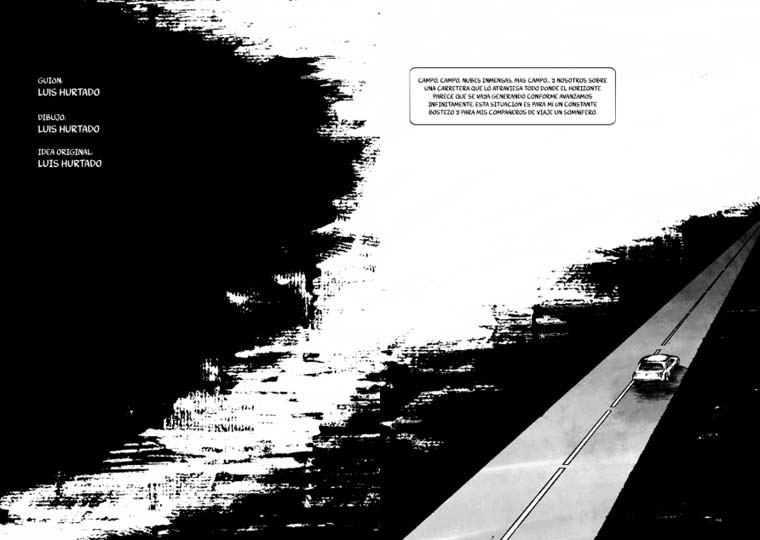 GUION:
LUIS HURTADO
DIBUJO:
LUIS HURTADO
IDEA ORIGINAL:
LUIS HURTADO
CAMPO, CAMPO, NUBES INMENSAS, MAS CAMPO... Y NOSOTROS SOBRE
UNA CARRETERA QUE LO ATRAVIESA TODO DONDE EL HORIZONTE
PARECE QUE SE VAYA GENERANDO CONFORME AVANZAMOS
INFINITAMENTE. ESTA SITUACION ES PARA MÍ UN CONSTANTE
BOSTEZO Y PARA MIS COMPAÑEROS DE VIAJE UN SOMNIFERO.